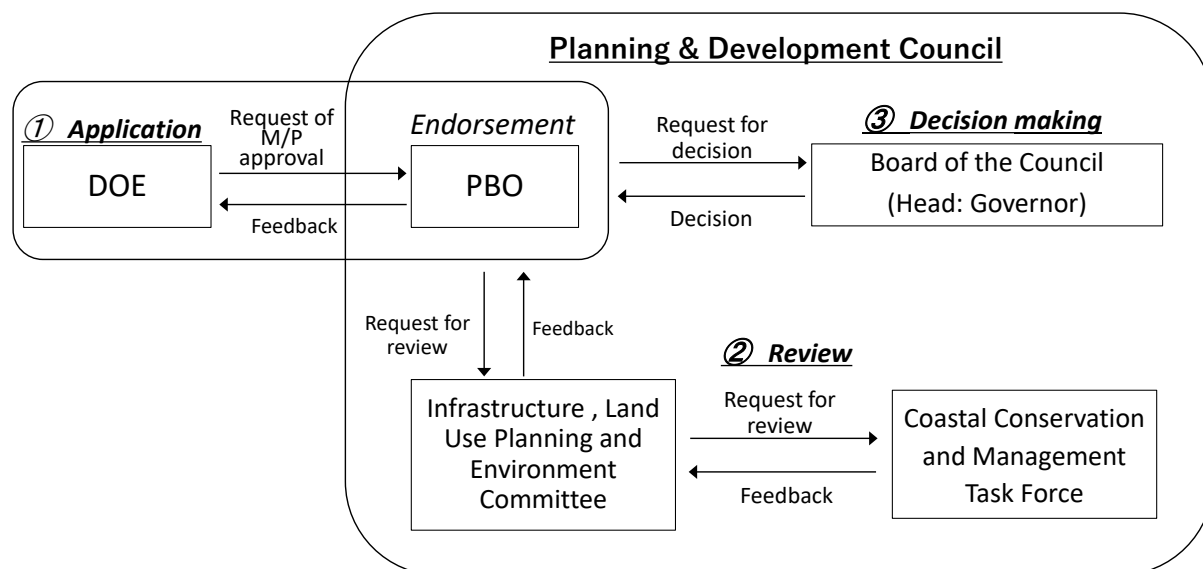 Planning & Development Council
① Application
Request of
M/P
approval
Endorsement
Request for
decision
③ Decision making
DOE
PBO
Board of the Council
(Head: Governor)
Feedback
Decision
Request for
review
Feedback
② Review
Infrastructure , Land
Use Planning and
Environment
Committee
Request for
review
Feedback
Coastal Conservation
and Management
Task Force